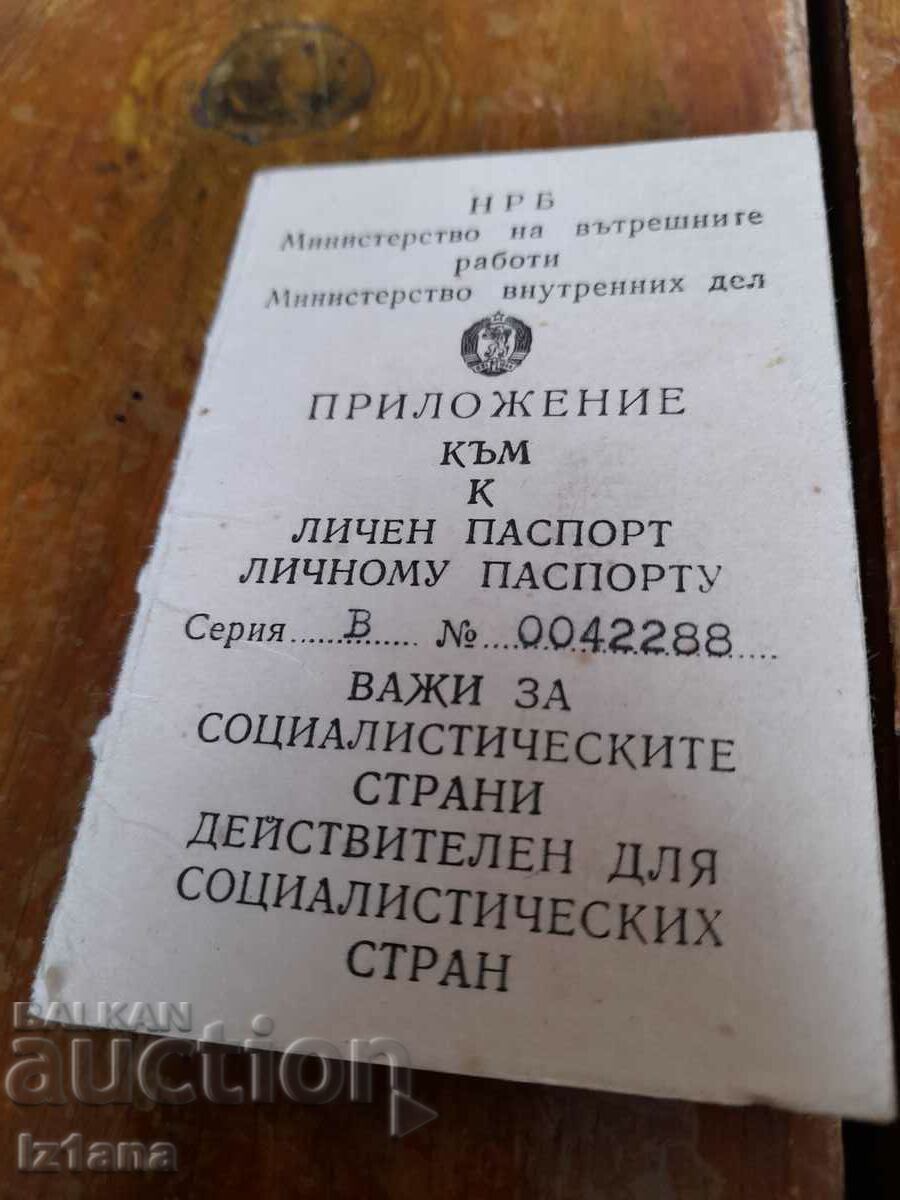 НРБ
Министерство на вътрешните
работи
Министерство внутренних дел
ПРИЛОЖЕНИЕ
КЪМ
К
ЛИЧЕН ПАСПОРТ
ЛИЧНОМУ ПАСПОРТУ
Серия......В...... № ...0042288......
ВАЖИ ЗА
СОЦИАЛИСТИЧЕСКИТЕ
СТРАНИ
ДЕЙСТВИТЕЛЕН ДЛЯ
СОЦИАЛИСТИЧЕСКИХ
СТРАН
BALKAN
auction
Iz1ana